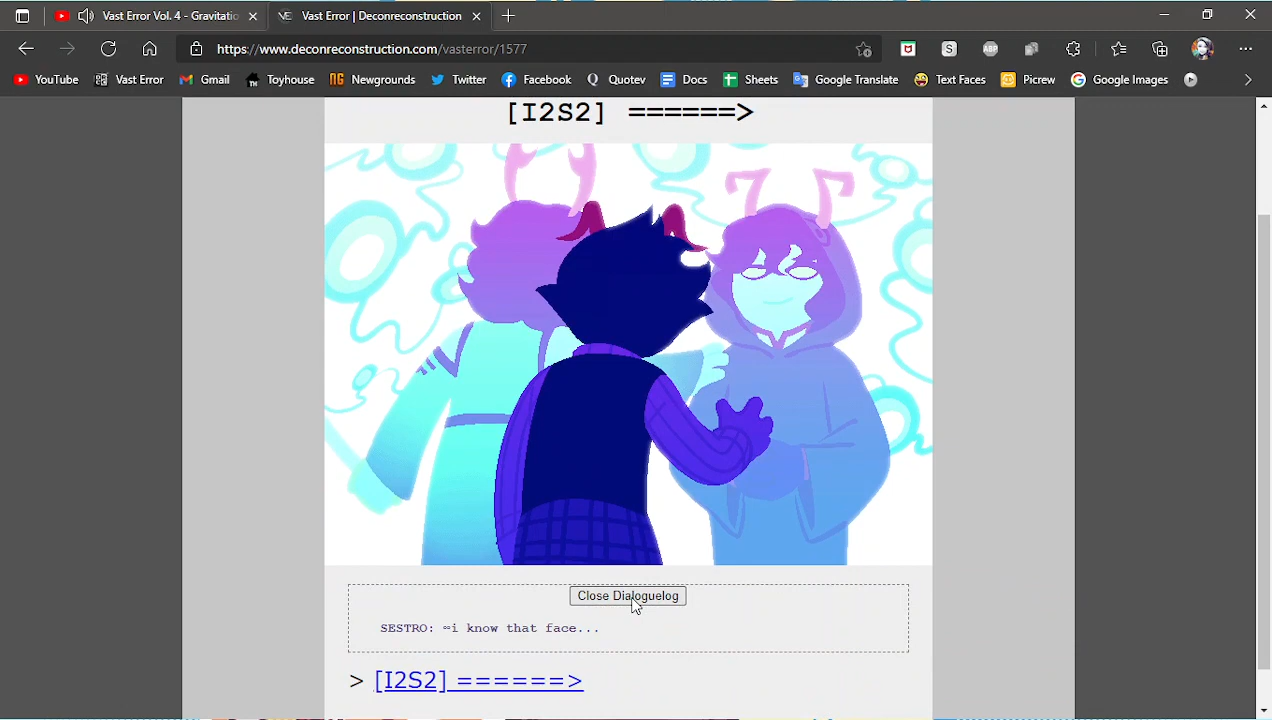 Vast Error Vol. 4 - Gravitatio
Vast Error | Deconreconstruction
https://www.deconreconstruction.com/vasterror/1577
YouTube Vast Error Gmail Toyhouse Newgrounds Twitter Facebook Quotev Docs Sheets Google Translate Text Faces Picrew Google Images
[I2S2] ======>
Close Dialoguelog
SESTRO: ∞i know that face...
> [I2S2] ======>